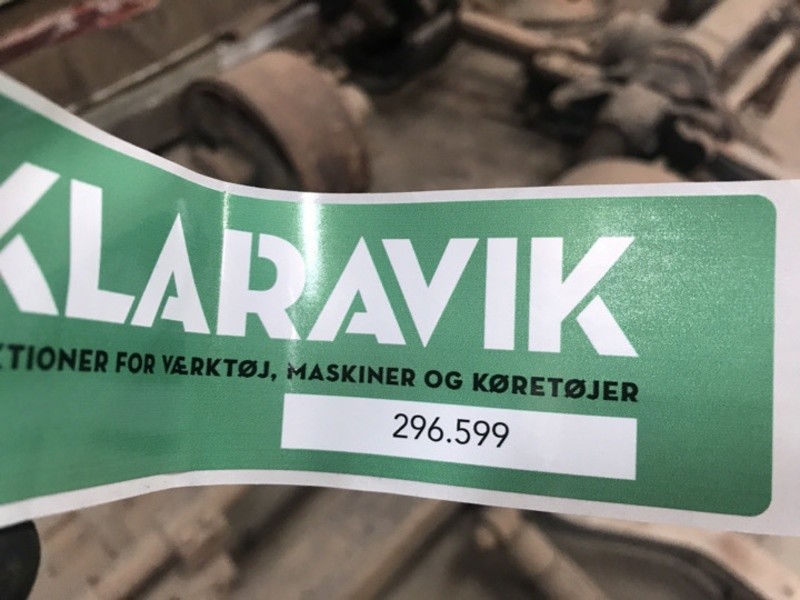 KLARAVIK
KTIONER FOR VÆRKTØJ, MASKINER OG KØRETØJER
296.599